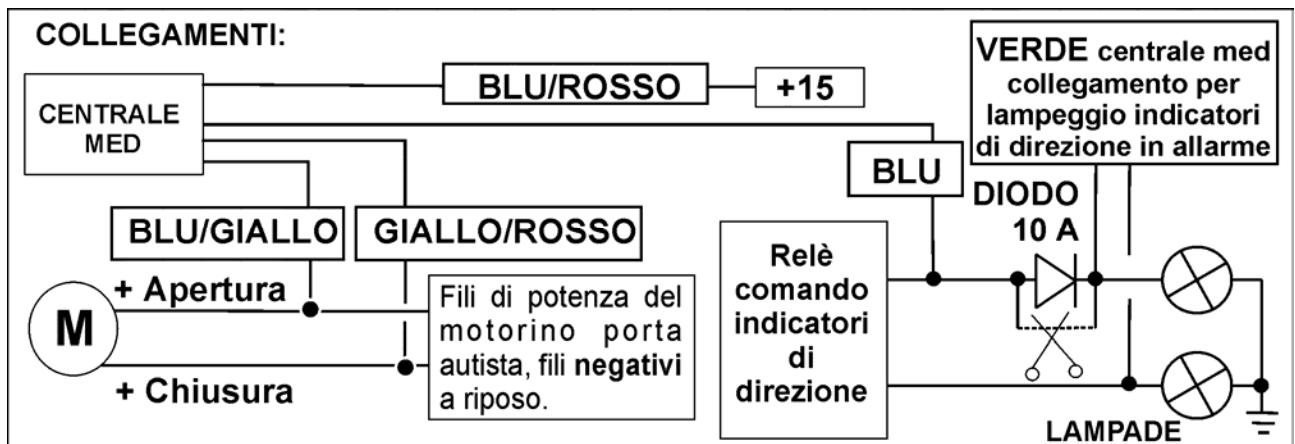 COLLEGAMENTI:
CENTRALE
MED
BLU/ROSSO
+15
VERDE centrale med
collegamento per
lampeggio indicatori
di direzione in allarme
BLU
DIODO
10 A
BLU/GIALLO
GIALLO/ROSSO
M
+ Apertura
+ Chiusura
Fili di potenza del
motorino porta
autista, fili negativi
a riposo.
Relè
comando
indicatori
di
direzione
LAMPADE